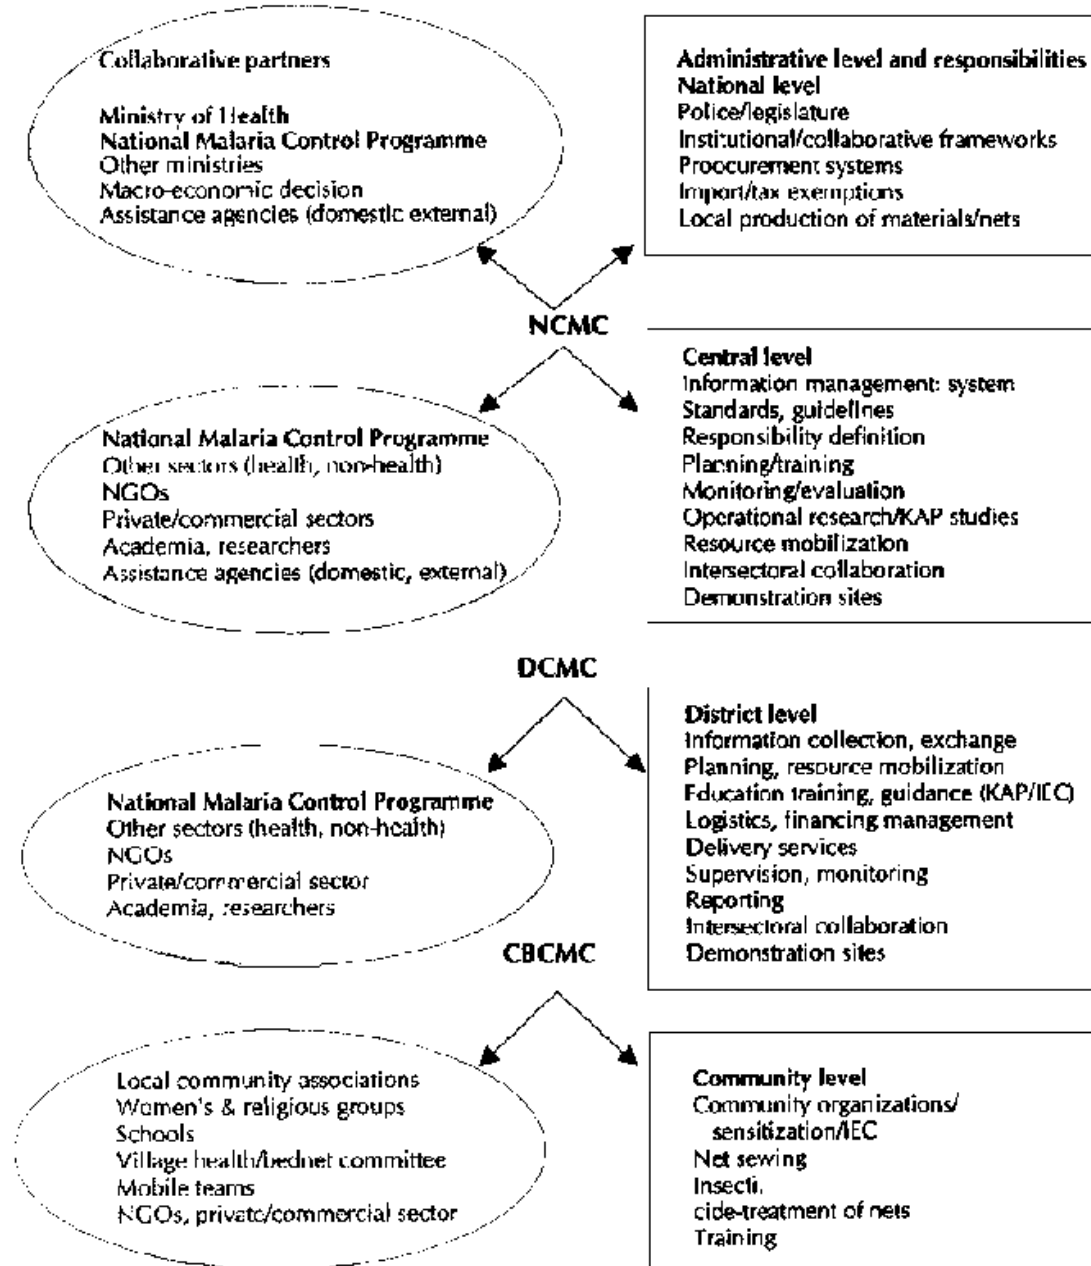 Collaborative partners
Ministry of Health
National Malaria Control Programme
Other ministries
Macro-economic decision
Assistance agencies (domestic external)
Administrative level and responsibilities
National level
Police/legislature
Institutional/collaborative frameworks
Proocurement systems
Import/tax exemptions
Local production of materials/nets
NCMC
National Malaria Control Programme
Other sectors (health, non-health)
NGOs
Private/commercial sectors
Academia, researchers
Assistance agencies (domestic, external)
Central level
Information management: system
Standards, guidelines
Responsibility definition
Planning/training
Monitoring/evaluation
Operational research/KAP studies
Resource mobilization
Intersectoral collaboration
Demonstration sites
DCMC
National Malaria Control Programme
Other sectors (health, non-health)
NGOs
Private/commercial sector
Academia, researchers
District level
Information collection, exchange
Planning, resource mobilization
Education training, guidance (KAP/IEC)
Logistics, financing management
Delivery services
Supervision, monitoring
Reporting
Intersectoral collaboration
Demonstration sites
CBCMC
Local community associations
Women's & religious groups
Schools
Village health/bednet committee
Mobile teams
NGOs, private/commercial sector
Community level
Community organizations/
sensitization/IEC
Net sewing
Insecti.
cide-treatment of nets
Training